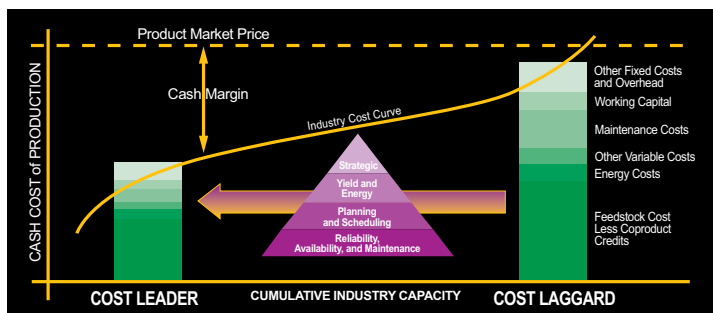 Product Market Price
CASH COST of PRODUCTION
Cash Margin
Industry Cost Curve
Strategic
Yield and
Energy
Planning
and Scheduling
Reliability,
Availability, and Maintenance
Other Fixed Costs
and Overhead
Working Capital
Maintenance Costs
Other Variable Costs
Energy Costs
Feedstock Cost
Less Coproduct
Credits
COST LEADER
CUMULATIVE INDUSTRY CAPACITY
COST LAGGARD